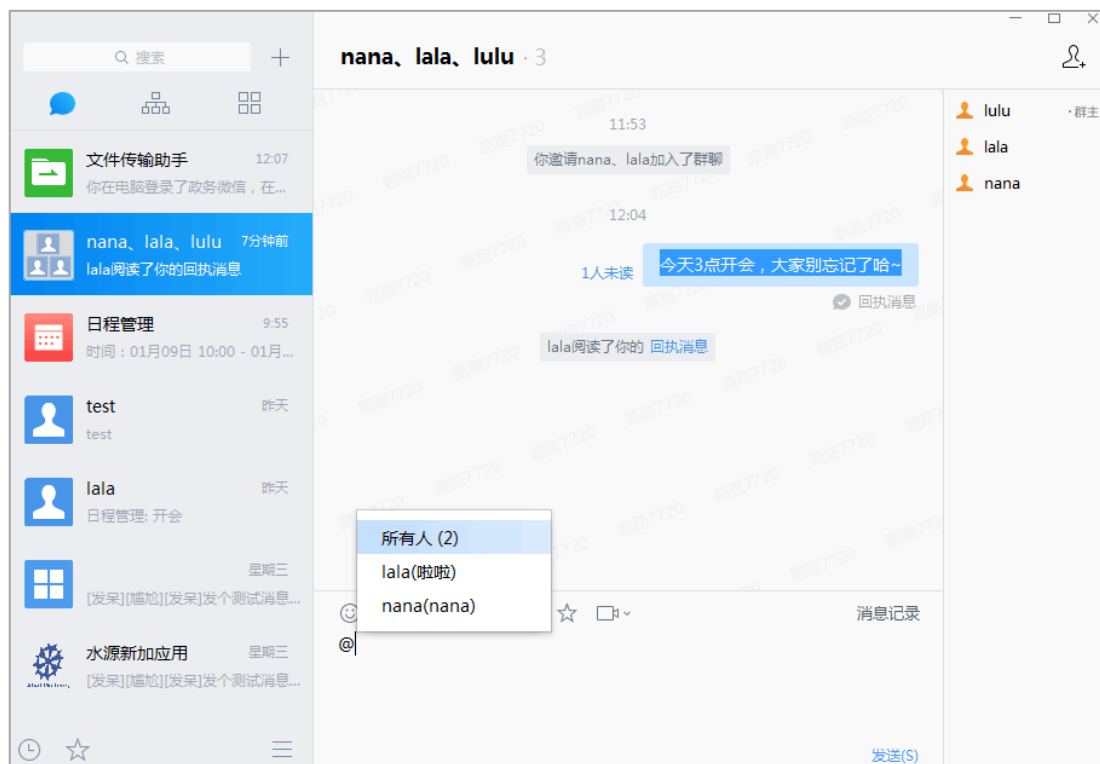 搜索
文件传输助手 12:07
你在电脑登录了政务微信，在...
nana、lala、lulu 7分钟前
lala阅读了你的回执消息
日程管理 9:55
时间：01月09日 10:00 - 01月...
test 昨天
test
lala 昨天
日程管理: 开会
星期三
[发呆][尴尬][发呆]发个测试消息...
水源新加应用 星期三
[发呆][尴尬][发呆]发个测试消息...
nana、lala、lulu · 3
11:53
你邀请nana、lala加入了群聊
12:04
1人未读 今天3点开会，大家别忘记了哈~
回执消息
lala阅读了你的 回执消息
所有人 (2)
lala(啦啦)
nana(nana)
消息记录
@
发送(S)
lulu ·群主
lala
nana